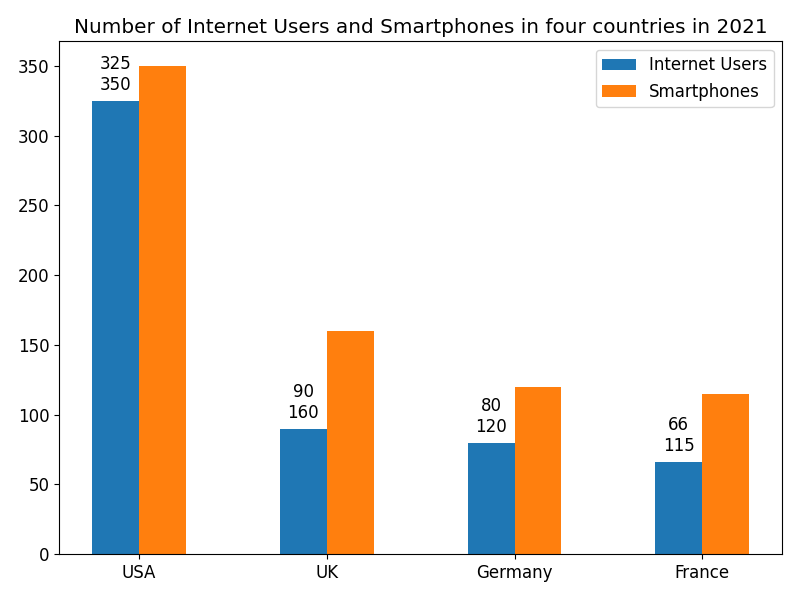 Number of Internet Users and Smartphones in four countries in 2021
Internet Users
Smartphones
350
300
250
200
150
100
50
0
325
350
90
160
80
120
66
115
USA
UK
Germany
France